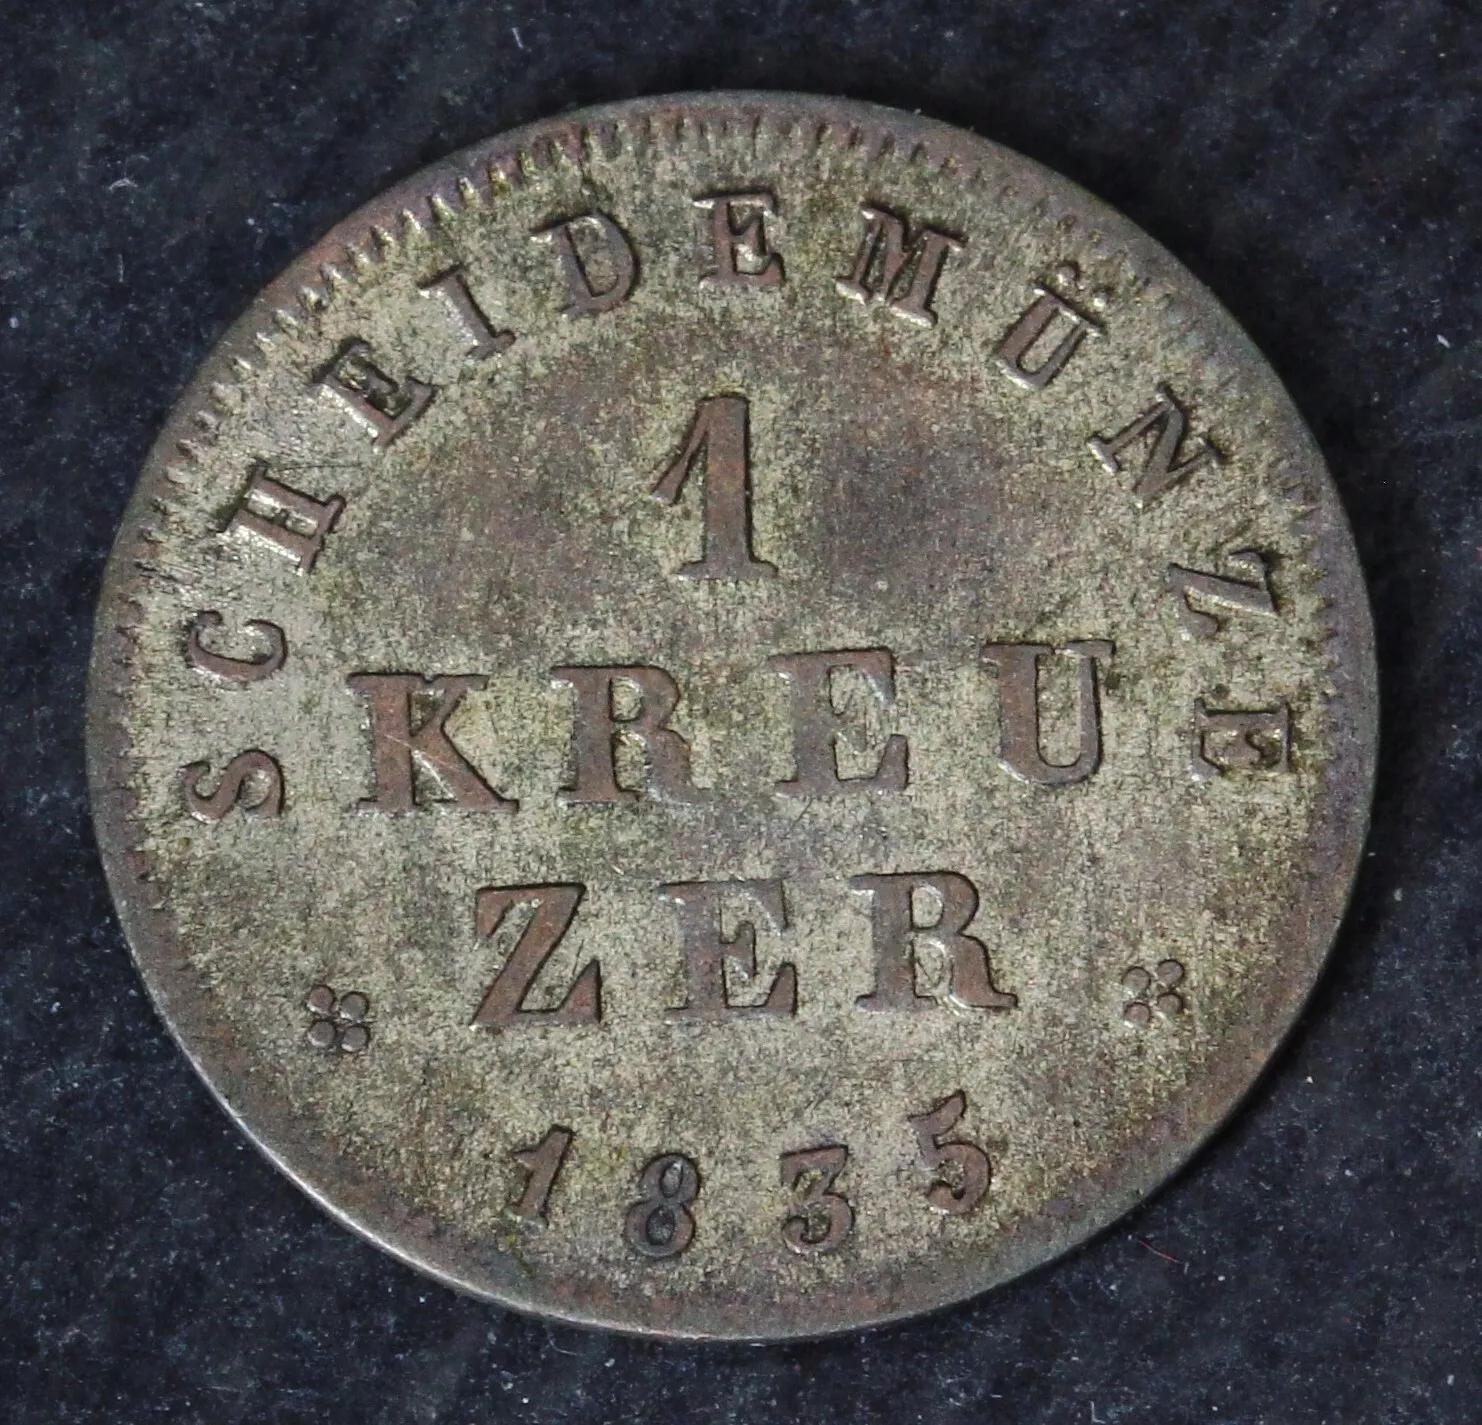 SCHEIDEMÜNZE
1
KREU
ZER
1835